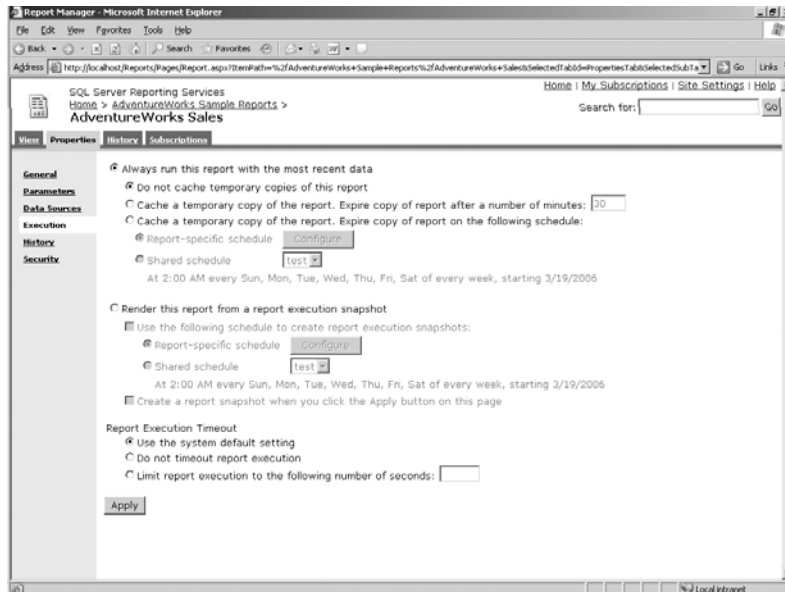 Report Manager - Microsoft Internet Explorer
File Edit View Favorites Tools Help
Back Search Favorites
Address http://localhost/Reports/Pages/Report.aspx?ItemPath=%2fAdventureWorks+Sample+Reports%2fAdventureWorks+Sales&SelectedTabId=PropertiesTab&SelectedSubTa Go Links
SQL Server Reporting Services
Home | My Subscriptions | Site Settings | Help
Home > AdventureWorks Sample Reports >
Search for: Go
AdventureWorks Sales
View Properties History Subscriptions
General
Parameters
Data Sources
Execution
History
Security
Always run this report with the most recent data
Do not cache temporary copies of this report
Cache a temporary copy of the report. Expire copy of report after a number of minutes: 30
Cache a temporary copy of the report. Expire copy of report on the following schedule:
Report-specific schedule Configure
Shared schedule test
At 2:00 AM every Sun, Mon, Tue, Wed, Thu, Fri, Sat of every week, starting 3/19/2006
Render this report from a report execution snapshot
Use the following schedule to create report execution snapshots:
Report-specific schedule Configure
Shared schedule test
At 2:00 AM every Sun, Mon, Tue, Wed, Thu, Fri, Sat of every week, starting 3/19/2006
Create a report snapshot when you click the Apply button on this page
Report Execution Timeout
Use the system default setting
Do not timeout report execution
Limit report execution to the following number of seconds:
Apply
Local intranet